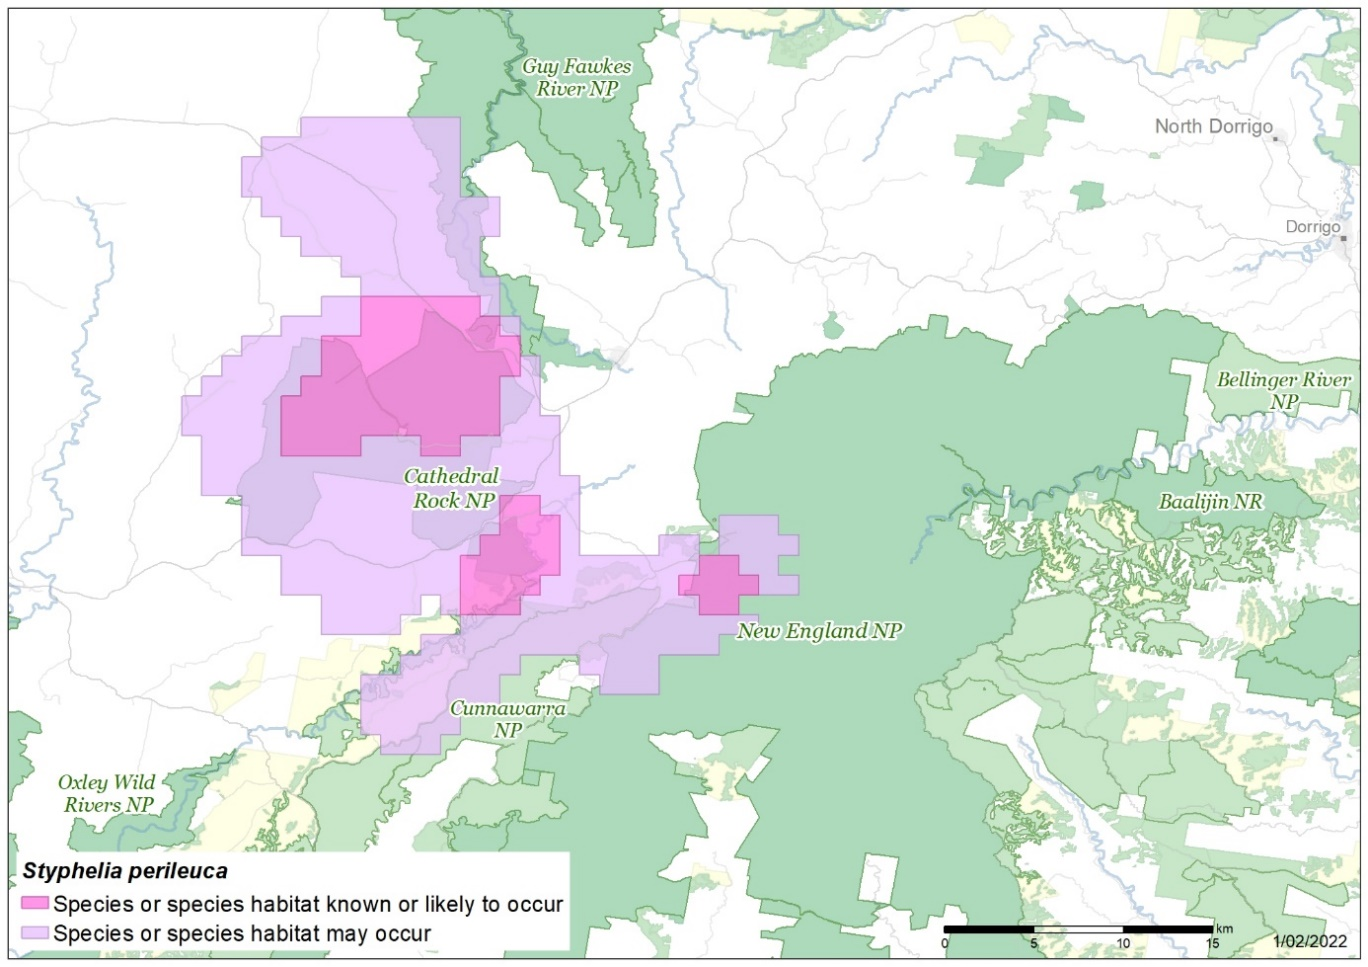 Guy Fawkes
River NP
North Dorrigo
Dorrigo
Bellinger River
NP
Cathedral
Rock NP
Baalijin NR
New England NP
Cunnawarra
NP
Oxley Wild
Rivers NP
Styphelia perileuca
Species or species habitat known or likely to occur
Species or species habitat may occur
km
0 5 10 15
1/02/2022